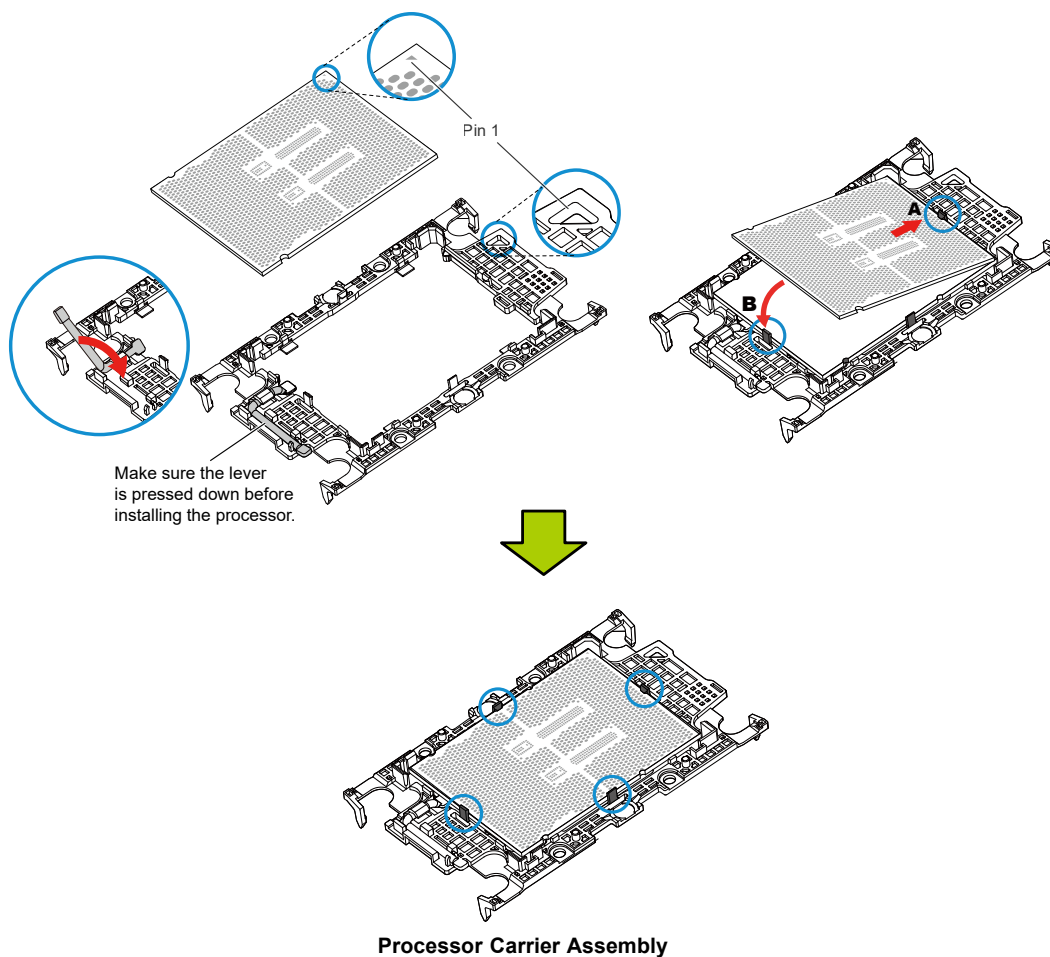 Pin 1
A
B
Make sure the lever
is pressed down before
installing the processor.
Processor Carrier Assembly